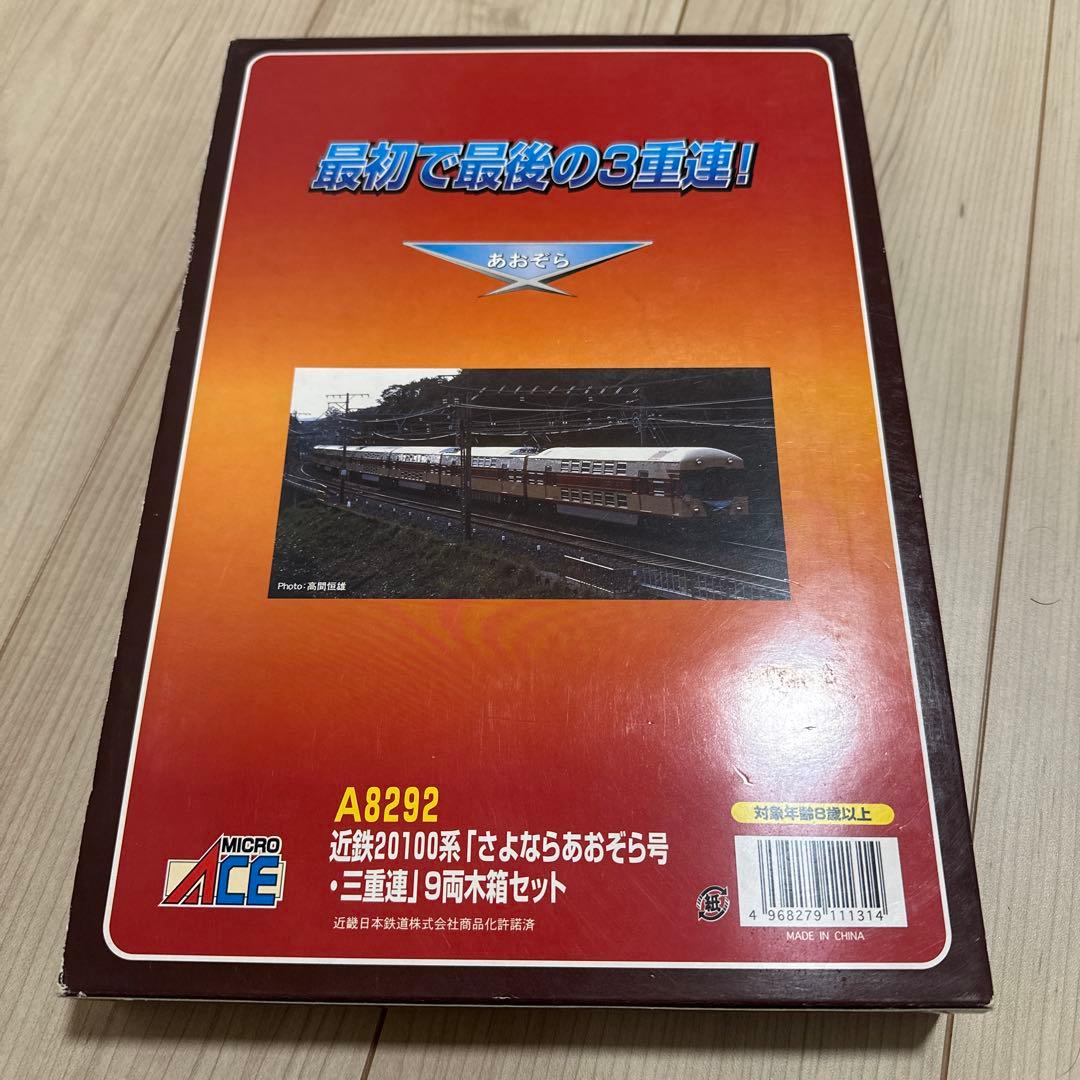 最初で最後の3重連!
あおぞら
Photo:高間恒雄
A8292
近鉄20100系「さよならあおぞら号
・三重連」9両木箱セット
近畿日本鉄道株式会社商品化許諾済
MICRO
ACE
対象年齢8歳以上
紙
4 968279 111314
MADE IN CHINA